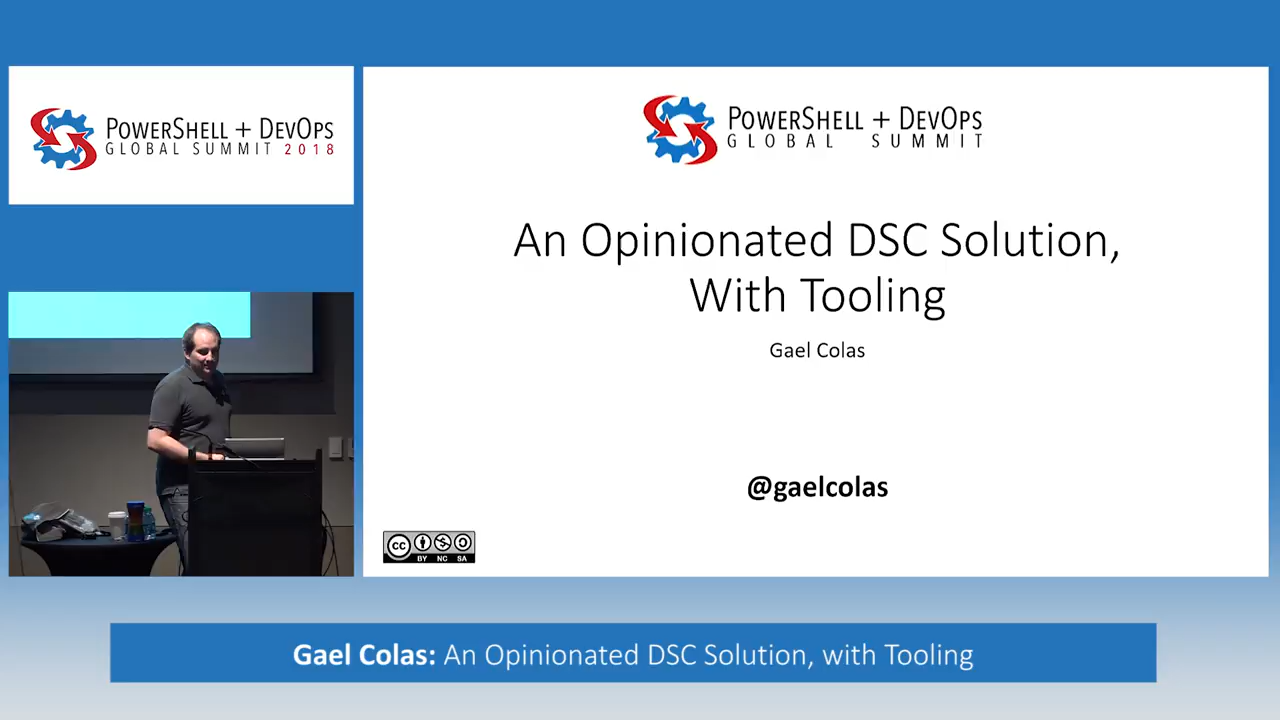 POWERSHELL + DEVOPS
GLOBAL SUMMIT 2018
POWERSHELL + DEVOPS
GLOBAL SUMMIT
An Opinionated DSC Solution,
With Tooling
Gael Colas
@gaelcolas
cc
BY NC SA
Gael Colas: An Opinionated DSC Solution, with Tooling